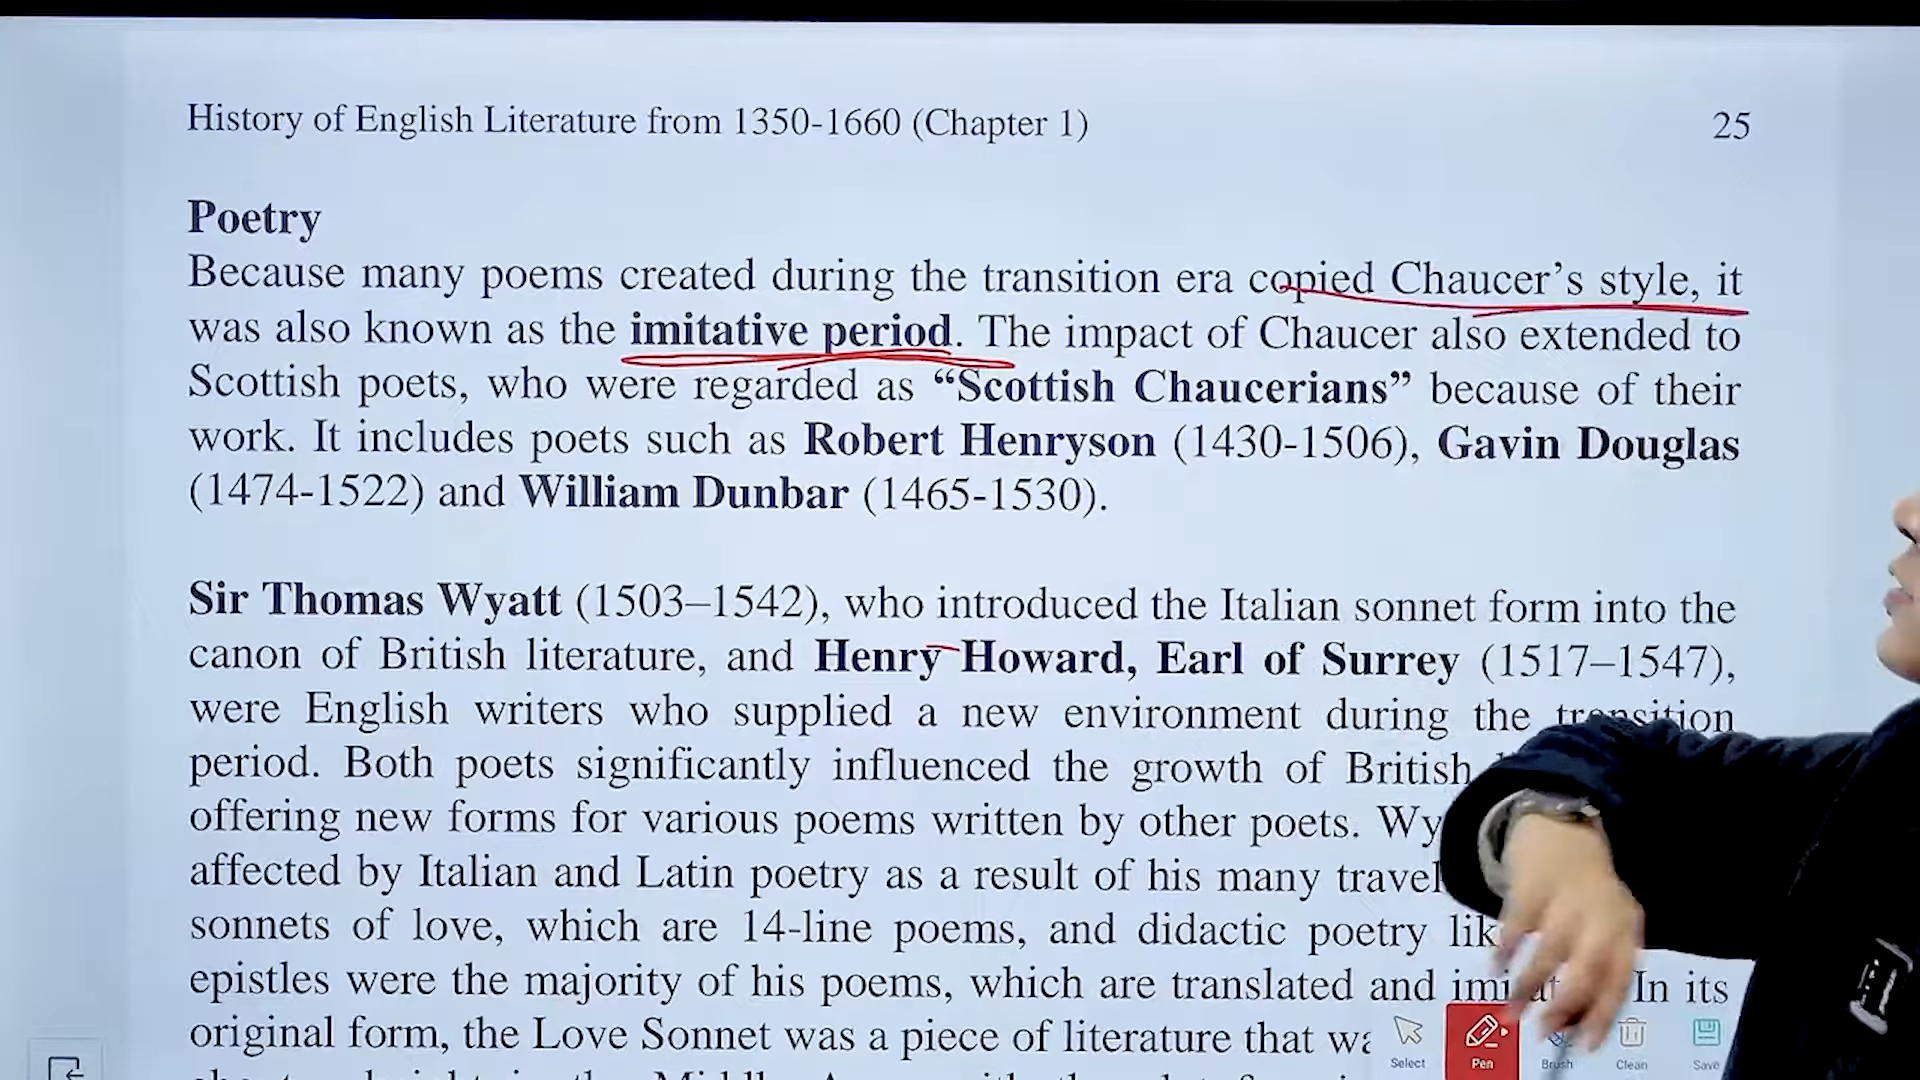 History of English Literature from 1350-1660 (Chapter 1) 25
Poetry
Because many poems created during the transition era copied Chaucer's style, it
was also known as the imitative period. The impact of Chaucer also extended to
Scottish poets, who were regarded as “Scottish Chaucerians” because of their
work. It includes poets such as Robert Henryson (1430-1506), Gavin Douglas
(1474-1522) and William Dunbar (1465-1530).
Sir Thomas Wyatt (1503–1542), who introduced the Italian sonnet form into the
canon of British literature, and Henry Howard, Earl of Surrey (1517–1547),
were English writers who supplied a new environment during the transition
period. Both poets significantly influenced the growth of British
offering new forms for various poems written by other poets.
affected by Italian and Latin poetry as a result of his many
sonnets of love, which are 14-line poems, and didactic poetry
epistles were the majority of his poems, which are translated and In its
original form, the Love Sonnet was a piece of literature that
Select Pen Brush Clean Save